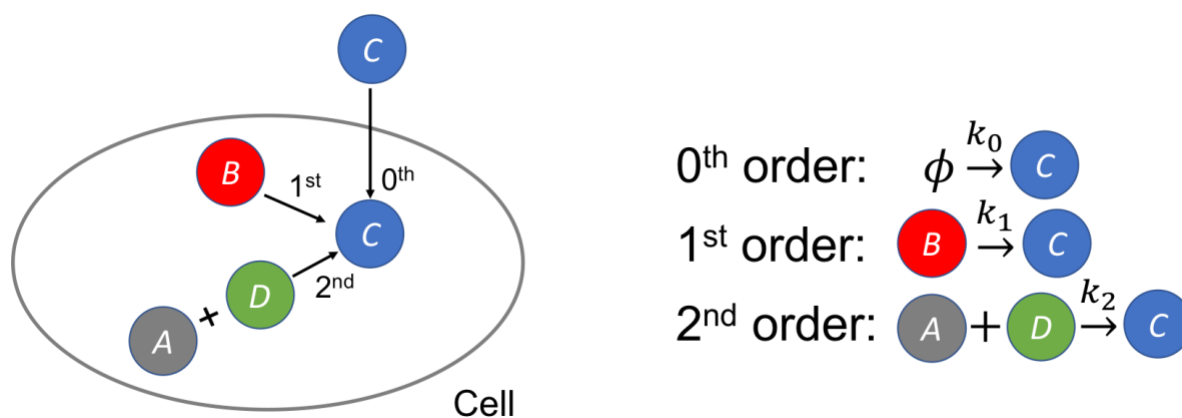 C
B
1st
0th
C
D
2nd
+
A
Cell
0th order: ϕ k0 → C
1st order: B k1 → C
2nd order: A + D k2 → C